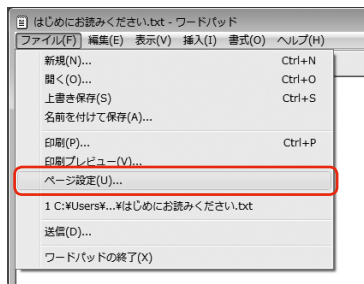 はじめにお読みください.txt - ワードパッド
ファイル(F) 編集(E) 表示(V) 挿入(I) 書式(O) ヘルプ(H)
新規(N)... Ctrl+N
開く(O)... Ctrl+O
上書き保存(S) Ctrl+S
名前を付けて保存(A)...
印刷(P)... Ctrl+P
印刷プレビュー(V)...
ページ設定(U)...
1 C:¥Users¥...¥はじめにお読みください.txt
送信(D)...
ワードパッドの終了(X)